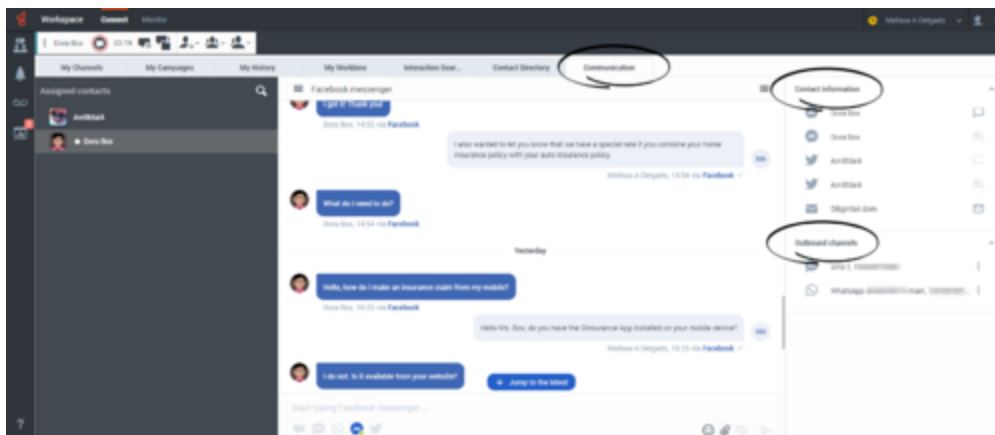 Workspace Connect Monitor
Melissa A Delgado
Dora Box 03:19
My Channels My Campaigns My History My Workbins Interaction Sear... Contact Directory Communication
Assigned contacts
Facebook messenger
Contact information
I got it! Thank you!
Dora Box, 14:52 via Facebook
I also wanted to let you know that we have a special rate if you combine your home
insurance policy with your auto insurance policy.
Melissa A Delgado, 14:54 via Facebook
Dora Box
Dora Box
Dora Box
What do I need to do?
Dora Box, 14:54 via Facebook
Outbound channels
Yesterday
Hello, how do I make an insurance claim from my mobile?
Dora Box, 16:23 via Facebook
WhatsApp main,
Hello Ms. Box, do you have the Ginsurance App installed on your mobile device?
Melissa A Delgado, 16:25 via Facebook
I do not. Is it available from your website?
Jump to the latest
Start typing Facebook messenger ...